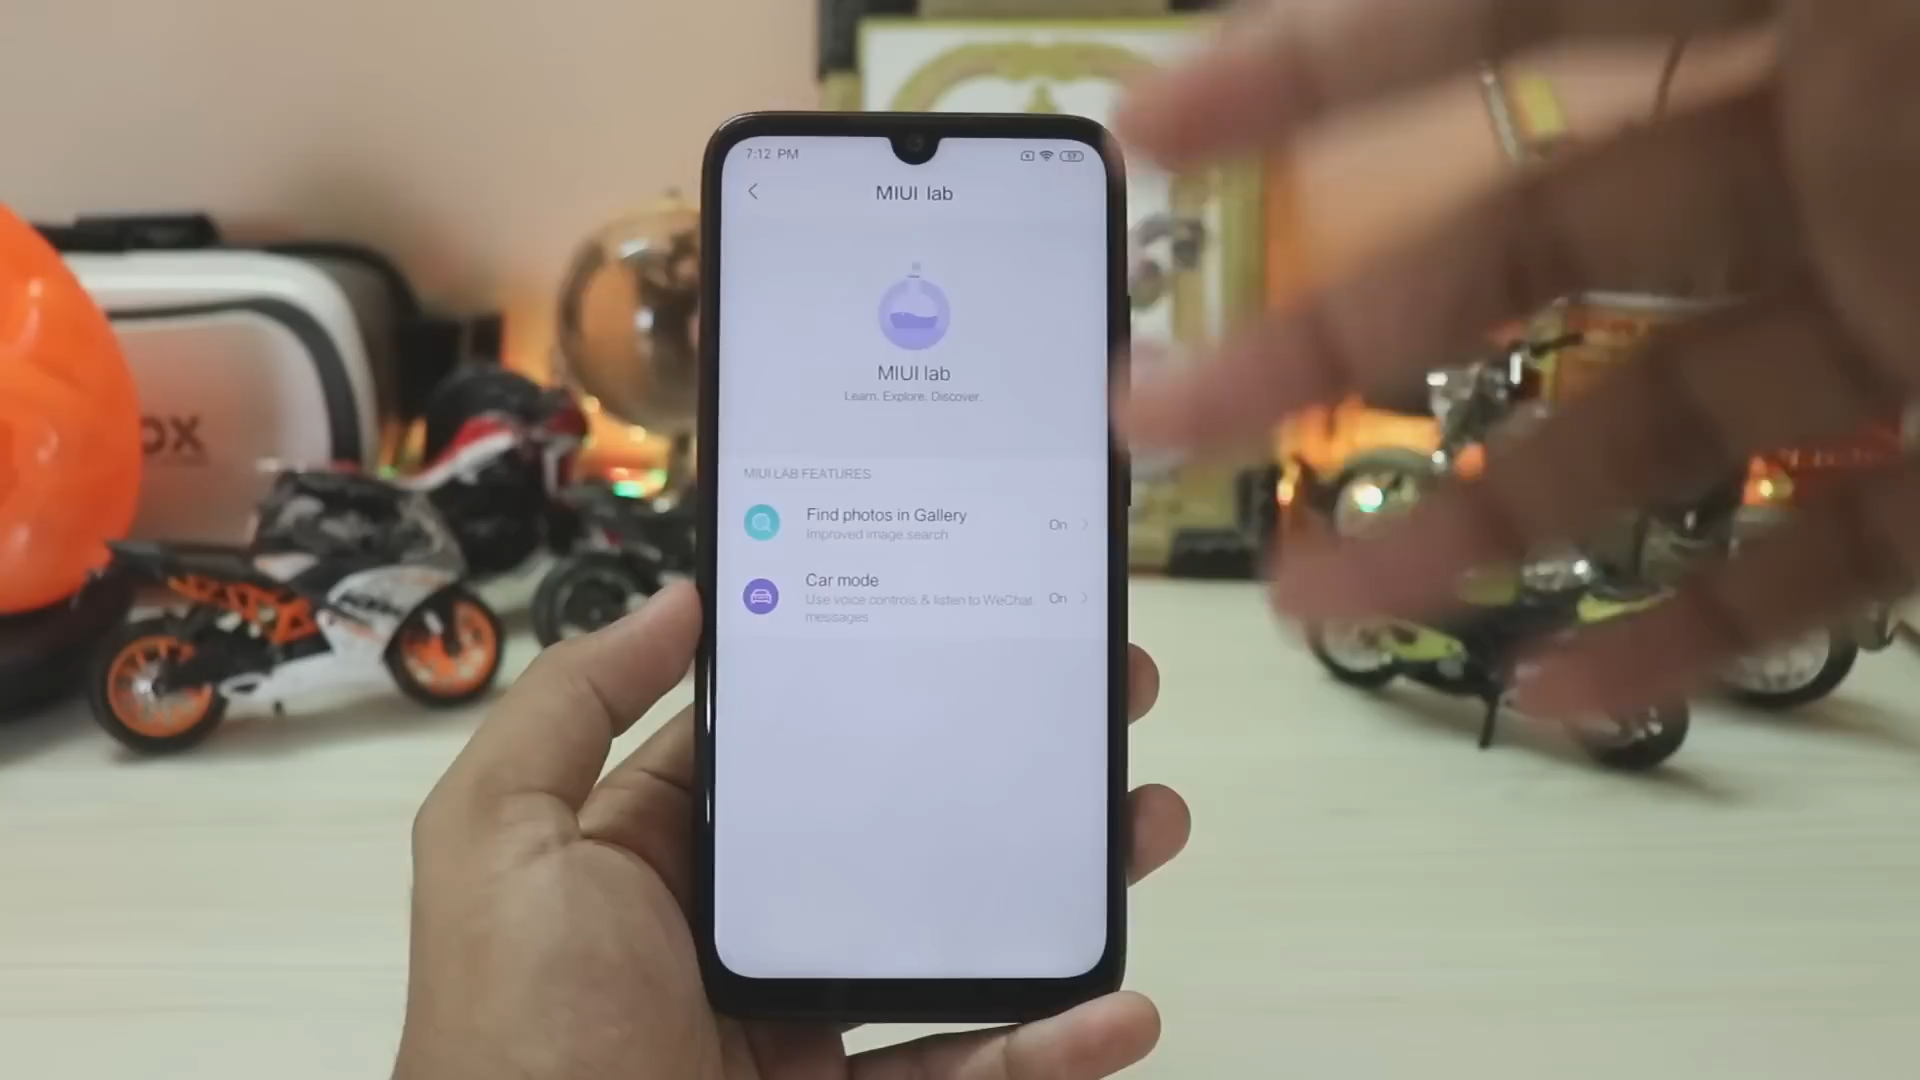 7:12 PM
57
MIUI lab
MIUI lab
Learn. Explore. Discover.
MIUI LAB FEATURES
Find photos in Gallery
Improved image search
On
Car mode
Use voice controls & listen to WeChat
messages
On
OX